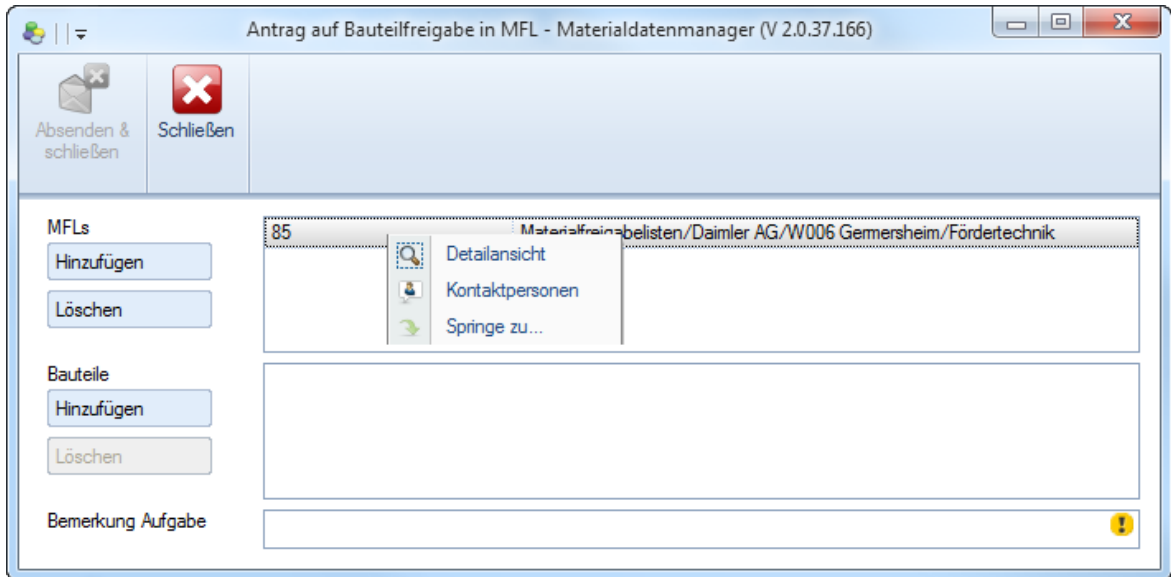 Antrag auf Bauteilfreigabe in MFL - Materialdatenmanager (V 2.0.37.166)
Absenden &
schließen
Schließen
MFLs
85 Materialfreigabelisten/Daimler AG/W006 Germersheim/Fördertechnik
Hinzufügen
Detailansicht
Kontaktpersonen
Löschen
Springe zu...
Bauteile
Hinzufügen
Löschen
Bemerkung Aufgabe